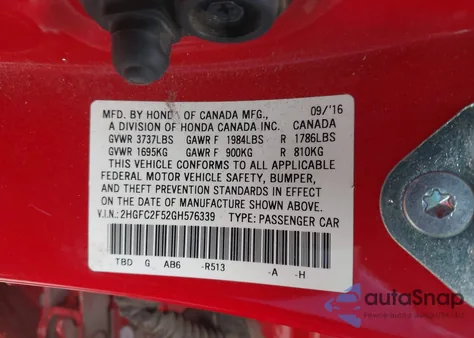 MFD. BY HONDA OF CANADA MFG., 09/'16
A DIVISION OF HONDA CANADA INC. CANADA
GVWR 3737LBS GAWR F 1984LBS R 1786LBS
GVWR 1695KG GAWR F 900KG R 810KG
THIS VEHICLE CONFORMS TO ALL APPLICABLE
FEDERAL MOTOR VEHICLE SAFETY, BUMPER,
AND THEFT PREVENTION STANDARDS IN EFFECT
ON THE DATE OF MANUFACTURE SHOWN ABOVE.
V.I.N.: 2HGFC2F52GH576339 TYPE: PASSENGER CAR
TBD G AB6 -R513 -A -H
autoSnap